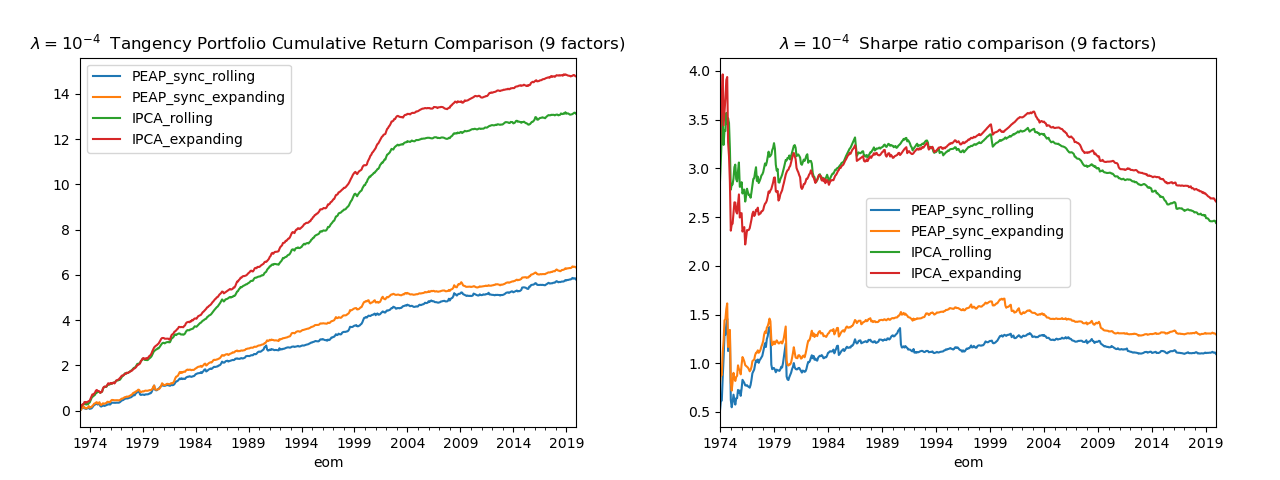 λ = 10⁻⁴ Tangency Portfolio Cumulative Return Comparison (9 factors)
PEAP_sync_rolling
PEAP_sync_expanding
IPCA_rolling
IPCA_expanding
14
12
10
8
6
4
2
0
1974 1979 1984 1989 1994 1999 2004 2009 2014 2019
eom
λ = 10⁻⁴ Sharpe ratio comparison (9 factors)
4.0
3.5
3.0
2.5
2.0
1.5
1.0
0.5
PEAP_sync_rolling
PEAP_sync_expanding
IPCA_rolling
IPCA_expanding
1974 1979 1984 1989 1994 1999 2004 2009 2014 2019
eom